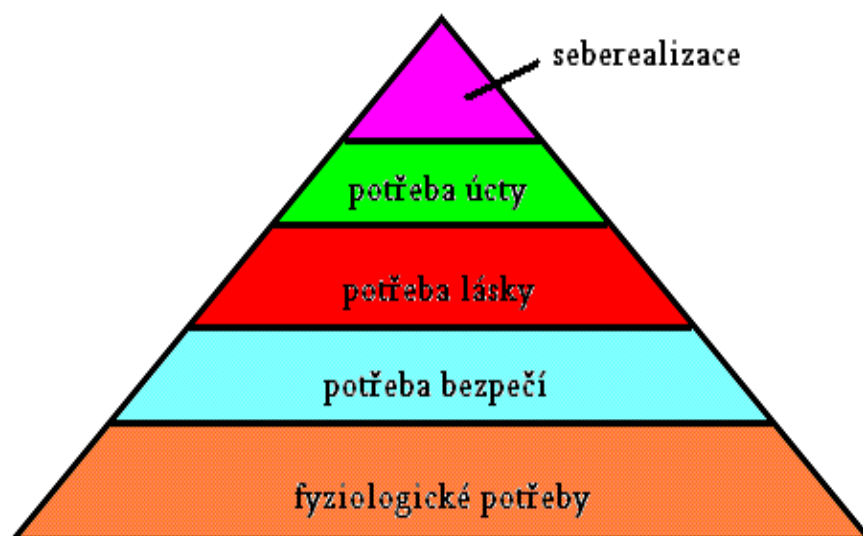 seberealizace
potřeba úcty
potřeba lásky
potřeba bezpečí
fyziologické potřeby